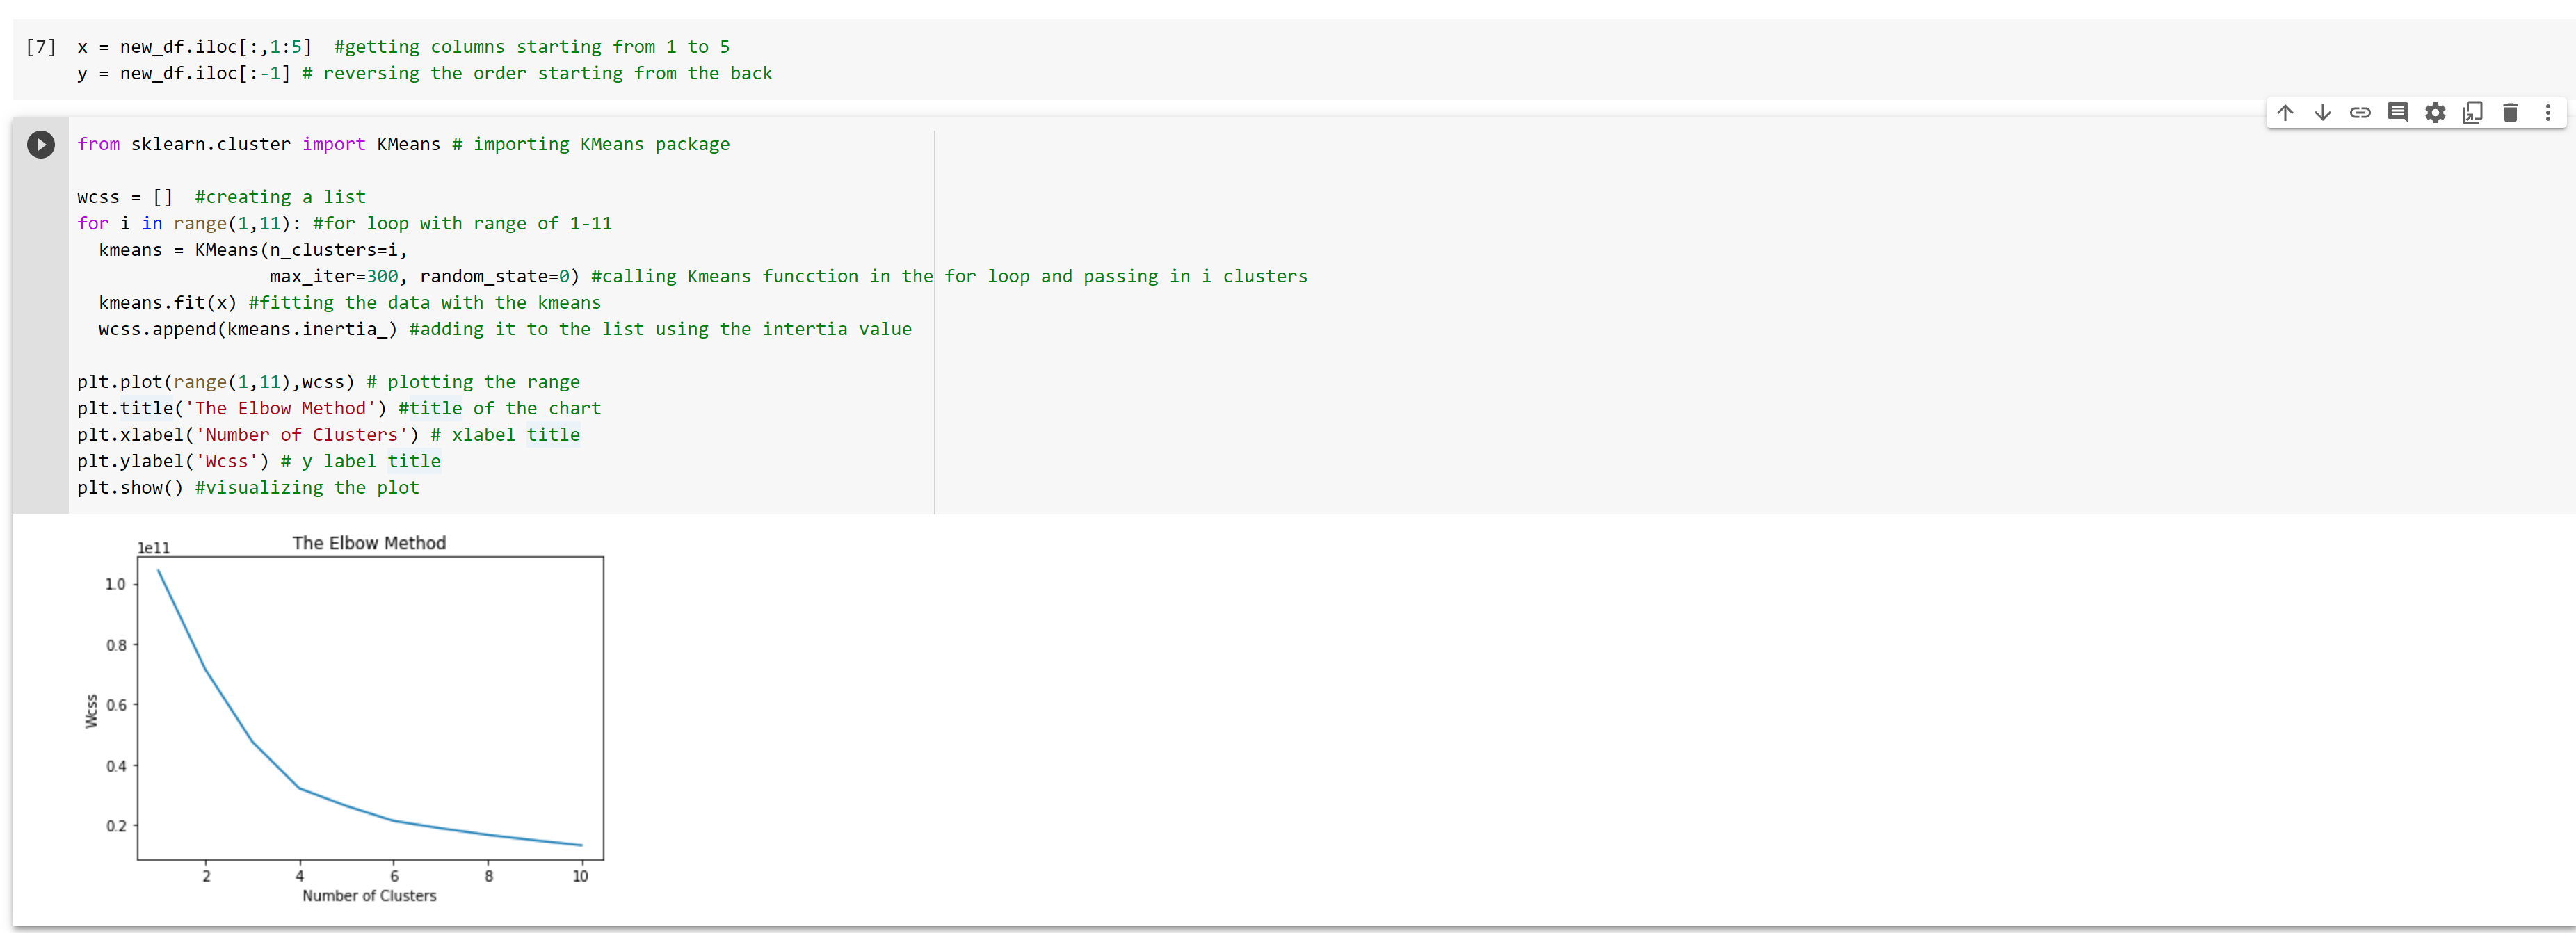 [7] x = new_df.iloc[:,1:5]  #getting columns starting from 1 to 5
y = new_df.iloc[:-1] # reversing the order starting from the back
from sklearn.cluster import KMeans # importing KMeans package
wcss = []  #creating a list
for i in range(1,11): #for loop with range of 1-11
  kmeans = KMeans(n_clusters=i,
                  max_iter=300, random_state=0) #calling Kmeans funcction in the for loop and passing in i clusters
  kmeans.fit(x) #fitting the data with the kmeans
  wcss.append(kmeans.inertia_) #adding it to the list using the intertia value
plt.plot(range(1,11),wcss) # plotting the range
plt.title('The Elbow Method') #title of the chart
plt.xlabel('Number of Clusters') # xlabel title
plt.ylabel('Wcss') # y label title
plt.show() #visualizing the plot
The Elbow Method
1e11
1.0
0.8
0.6
0.4
0.2
Wcss
2 4 6 8 10
Number of Clusters